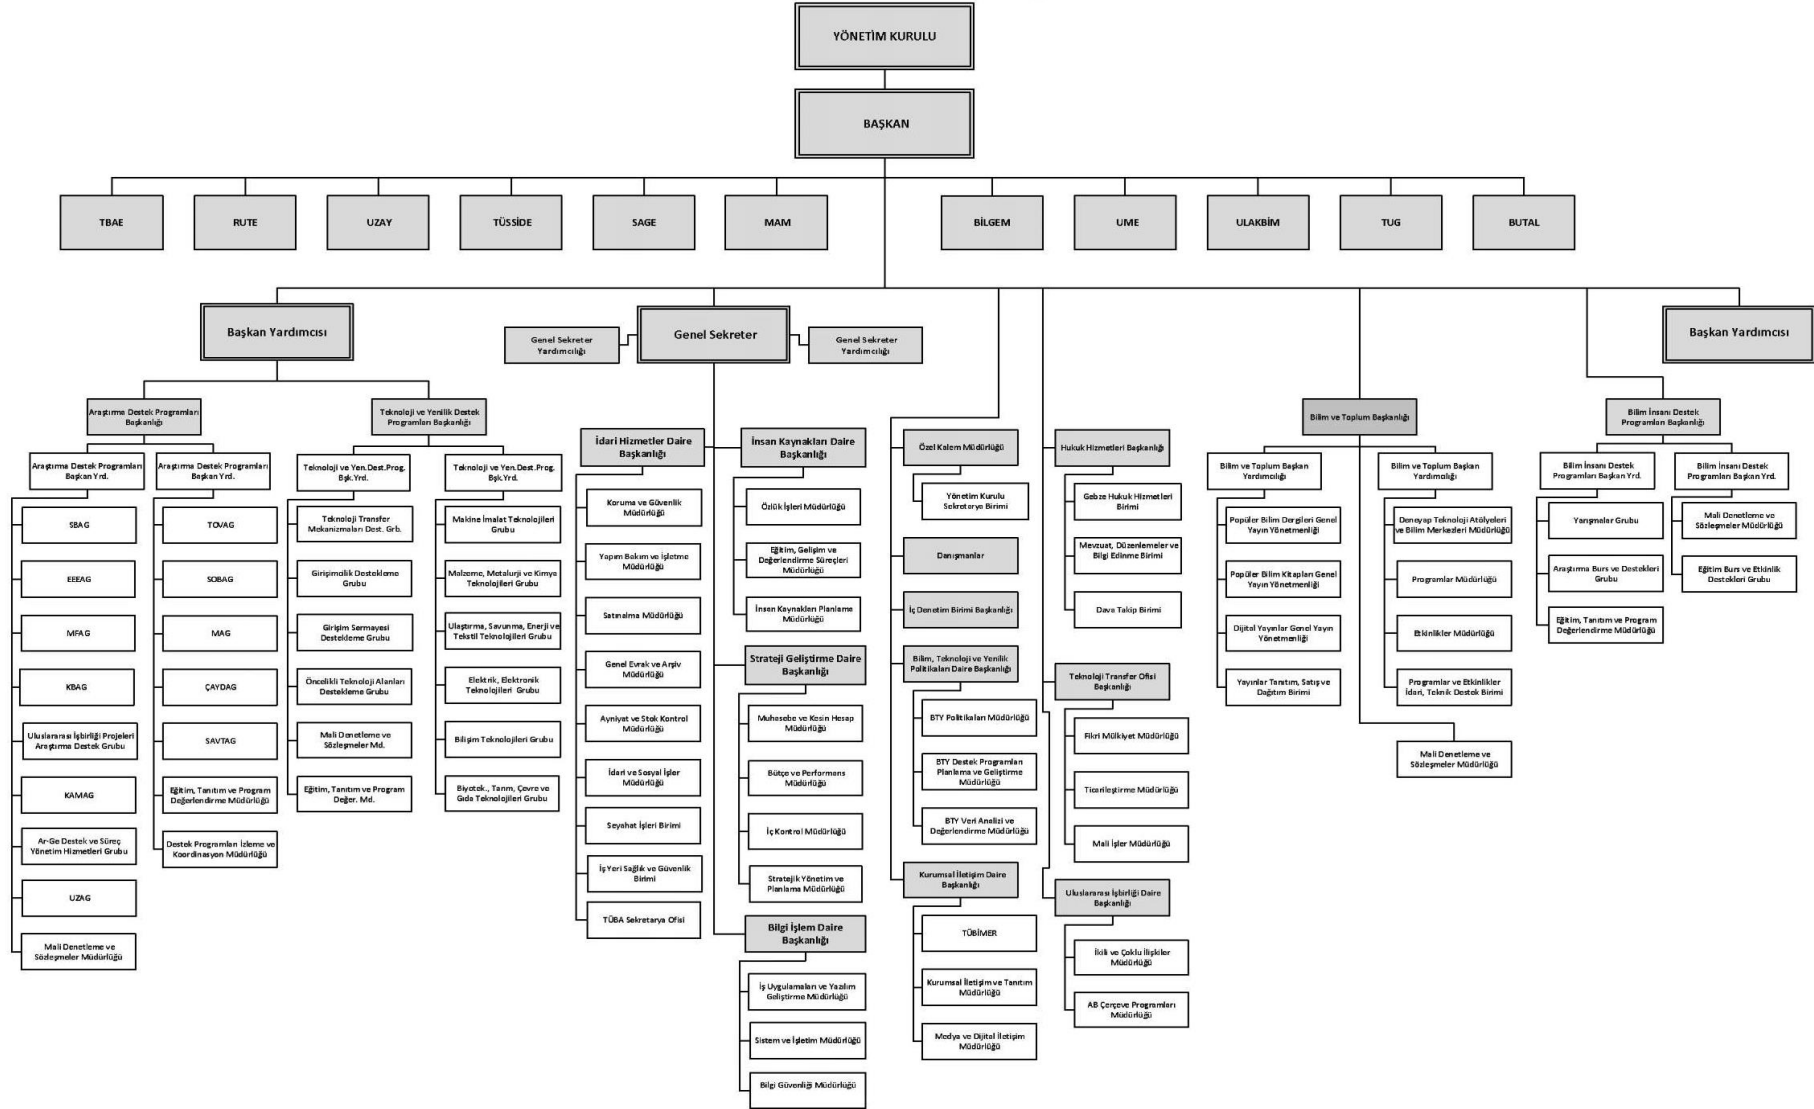 YÖNETİM KURULU
BAŞKAN
TBAE
RUTE
UZAY
TÜSSİDE
SAGE
MAM
BİLGEM
UME
ULAKBİM
TUG
BUTAL
Başkan Yardımcısı
Genel Sekreter
Yardımcılığı
Genel Sekreter
Genel Sekreter
Yardımcılığı
Başkan Yardımcısı
Araştırma Destek Programları
Başkanlığı
Araştırma Destek Programları
Başkan Yrd.
SBAG
EEEAG
MFAG
KBAG
Uluslararası İşbirliği Projeleri
Araştırma Destek Grubu
KAMAG
Ar-Ge Destek ve Süreç
Yönetim Hizmetleri Grubu
UZAG
Mali Denetleme ve
Sözleşmeler Müdürlüğü
Araştırma Destek Programları
Başkan Yrd.
TOVAG
SOBAG
MAG
ÇAYDAG
SAVTAG
Eğitim, Tanıtım ve Program
Değerlendirme Müdürlüğü
Destek Programları İzleme ve
Koordinasyon Müdürlüğü
Teknoloji ve Yenilik Destek
Programları Başkanlığı
Teknoloji ve Yen.Dest.Prog.
Bşk.Yrd.
Teknoloji Transfer
Mekanizmaları Dest. Grb.
Girişimcilik Destekleme
Grubu
Girişim Sermayesi
Destekleme Grubu
Öncelikli Teknoloji Alanları
Destekleme Grubu
Mali Denetleme ve
Sözleşmeler Md.
Eğitim, Tanıtım ve Program
Değer. Md.
Teknoloji ve Yen.Dest.Prog.
Bşk.Yrd.
Makine İmalat Teknolojileri
Grubu
Malzeme, Metalurji ve Kimya
Teknolojileri Grubu
Ulaştırma, Savunma, Enerji ve
Tekstil Teknolojileri Grubu
Elektrik, Elektronik
Teknolojileri Grubu
Bilişim Teknolojileri Grubu
Biyotek., Tarım, Çevre ve
Gıda Teknolojileri Grubu
İdari Hizmetler Daire
Başkanlığı
Koruma ve Güvenlik
Müdürlüğü
Yapım Bakım ve İşletme
Müdürlüğü
Satınalma Müdürlüğü
Genel Evrak ve Arşiv
Müdürlüğü
Ayniyat ve Stok Kontrol
Müdürlüğü
İdari ve Sosyal İşler
Müdürlüğü
Seyahat İşleri Birimi
İş Yeri Sağlık ve Güvenlik
Birimi
TÜBA Sekretarya Ofisi
İnsan Kaynakları Daire
Başkanlığı
Özlük İşleri Müdürlüğü
Eğitim, Gelişim ve
Değerlendirme Süreçleri
Müdürlüğü
İnsan Kaynakları Planlama
Müdürlüğü
Strateji Geliştirme Daire
Başkanlığı
Muhasebe ve Kesin Hesap
Müdürlüğü
Bütçe ve Performans
Müdürlüğü
İç Kontrol Müdürlüğü
Stratejik Yönetim ve
Planlama Müdürlüğü
Bilgi İşlem Daire
Başkanlığı
İş Uygulamaları ve Yazılım
Geliştirme Müdürlüğü
Sistem ve İşletim Müdürlüğü
Bilgi Güvenliği Müdürlüğü
Özel Kalem Müdürlüğü
Yönetim Kurulu
Sekretarya Birimi
Danışmanlar
İç Denetim Birimi Başkanlığı
Bilim, Teknoloji ve Yenilik
Politikaları Daire Başkanlığı
BTY Politikaları Müdürlüğü
BTY Destek Programları
Planlama ve Geliştirme
Müdürlüğü
BTY Veri Analizi ve
Değerlendirme Müdürlüğü
Kurumsal İletişim Daire
Başkanlığı
TÜBİMER
Kurumsal İletişim ve Tanıtım
Müdürlüğü
Medya ve Dijital İletişim
Müdürlüğü
Hukuk Hizmetleri Başkanlığı
Gebze Hukuk Hizmetleri
Birimi
Mevzuat, Düzenlemeler ve
Bilgi Edinme Birimi
Dava Takip Birimi
Teknoloji Transfer Ofisi
Başkanlığı
Fikri Mülkiyet Müdürlüğü
Ticarileştirme Müdürlüğü
Mali İşler Müdürlüğü
Uluslararası İşbirliği Daire
Başkanlığı
İkili ve Çoklu İlişkiler
Müdürlüğü
AB Çerçeve Programları
Müdürlüğü
Bilim ve Toplum Başkanlığı
Bilim ve Toplum Başkan
Yardımcılığı
Popüler Bilim Dergileri Genel
Yayın Yönetmenliği
Popüler Bilim Kitapları Genel
Yayın Yönetmenliği
Dijital Yayınlar Genel Yayın
Yönetmenliği
Yayınlar Tanıtım, Satış ve
Dağıtım Birimi
Bilim ve Toplum Başkan
Yardımcılığı
Deneyap Teknoloji Atölyeleri
ve Bilim Merkezleri Müdürlüğü
Programlar Müdürlüğü
Etkinlikler Müdürlüğü
Programlar ve Etkinlikler
İdari, Teknik Destek Birimi
Mali Denetleme ve
Sözleşmeler Müdürlüğü
Bilim İnsanı Destek
Programları Başkanlığı
Bilim İnsanı Destek
Programları Başkan Yrd.
Yarışmalar Grubu
Araştırma Burs ve Destekleri
Grubu
Eğitim, Tanıtım ve Program
Değerlendirme Müdürlüğü
Bilim İnsanı Destek
Programları Başkan Yrd.
Mali Denetleme ve
Sözleşmeler Müdürlüğü
Eğitim Burs ve Etkinlik
Destekleri Grubu